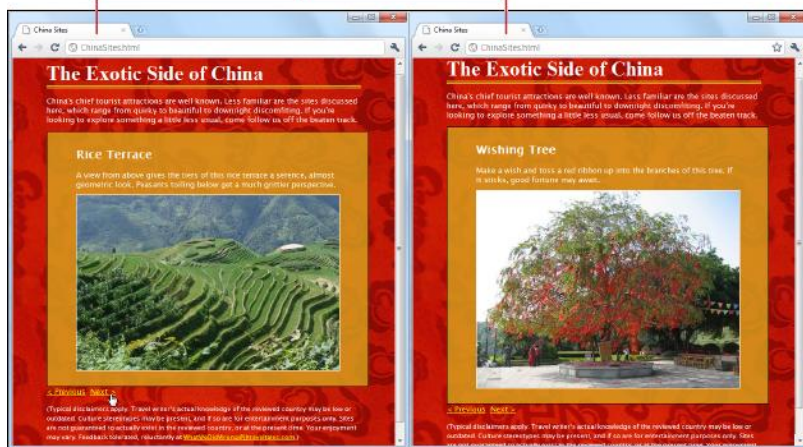 China Sites
ChinaSites.html
The Exotic Side of China
China's chief tourist attractions are well known. Less familiar are the sites discussed
here, which range from quirky to beautiful to downright discomfiting. If you're
looking to explore something a little less usual, come follow us off the beaten track.
Rice Terrace
A view from above gives the tiers of this rice terrace a serence, almost
geometric look. Peasants toiling below get a much grittier perspective.
< Previous Next >
(Typical disclaimers apply. Travel writer's actual knowledge of the reviewed country may be low or
outdated. Culture stereotypes may be present, and if so are for entertainment purposes only. Sites
are not guaranteed to actually exist in the reviewed country, or at the present time. Your enjoyment
may vary. Feedback tolerated, reluctantly at
China Sites
ChinaSites.html
The Exotic Side of China
China's chief tourist attractions are well known. Less familiar are the sites discussed
here, which range from quirky to beautiful to downright discomfiting. If you're
looking to explore something a little less usual, come follow us off the beaten track.
Wishing Tree
Make a wish and toss a red ribbon up into the branches of this tree. If
it sticks, good fortune may await.
< Previous Next >
(Typical disclaimers apply. Travel writer's actual knowledge of the reviewed country may be low or
outdated. Culture stereotypes may be present, and if so are for entertainment purposes only. Sites